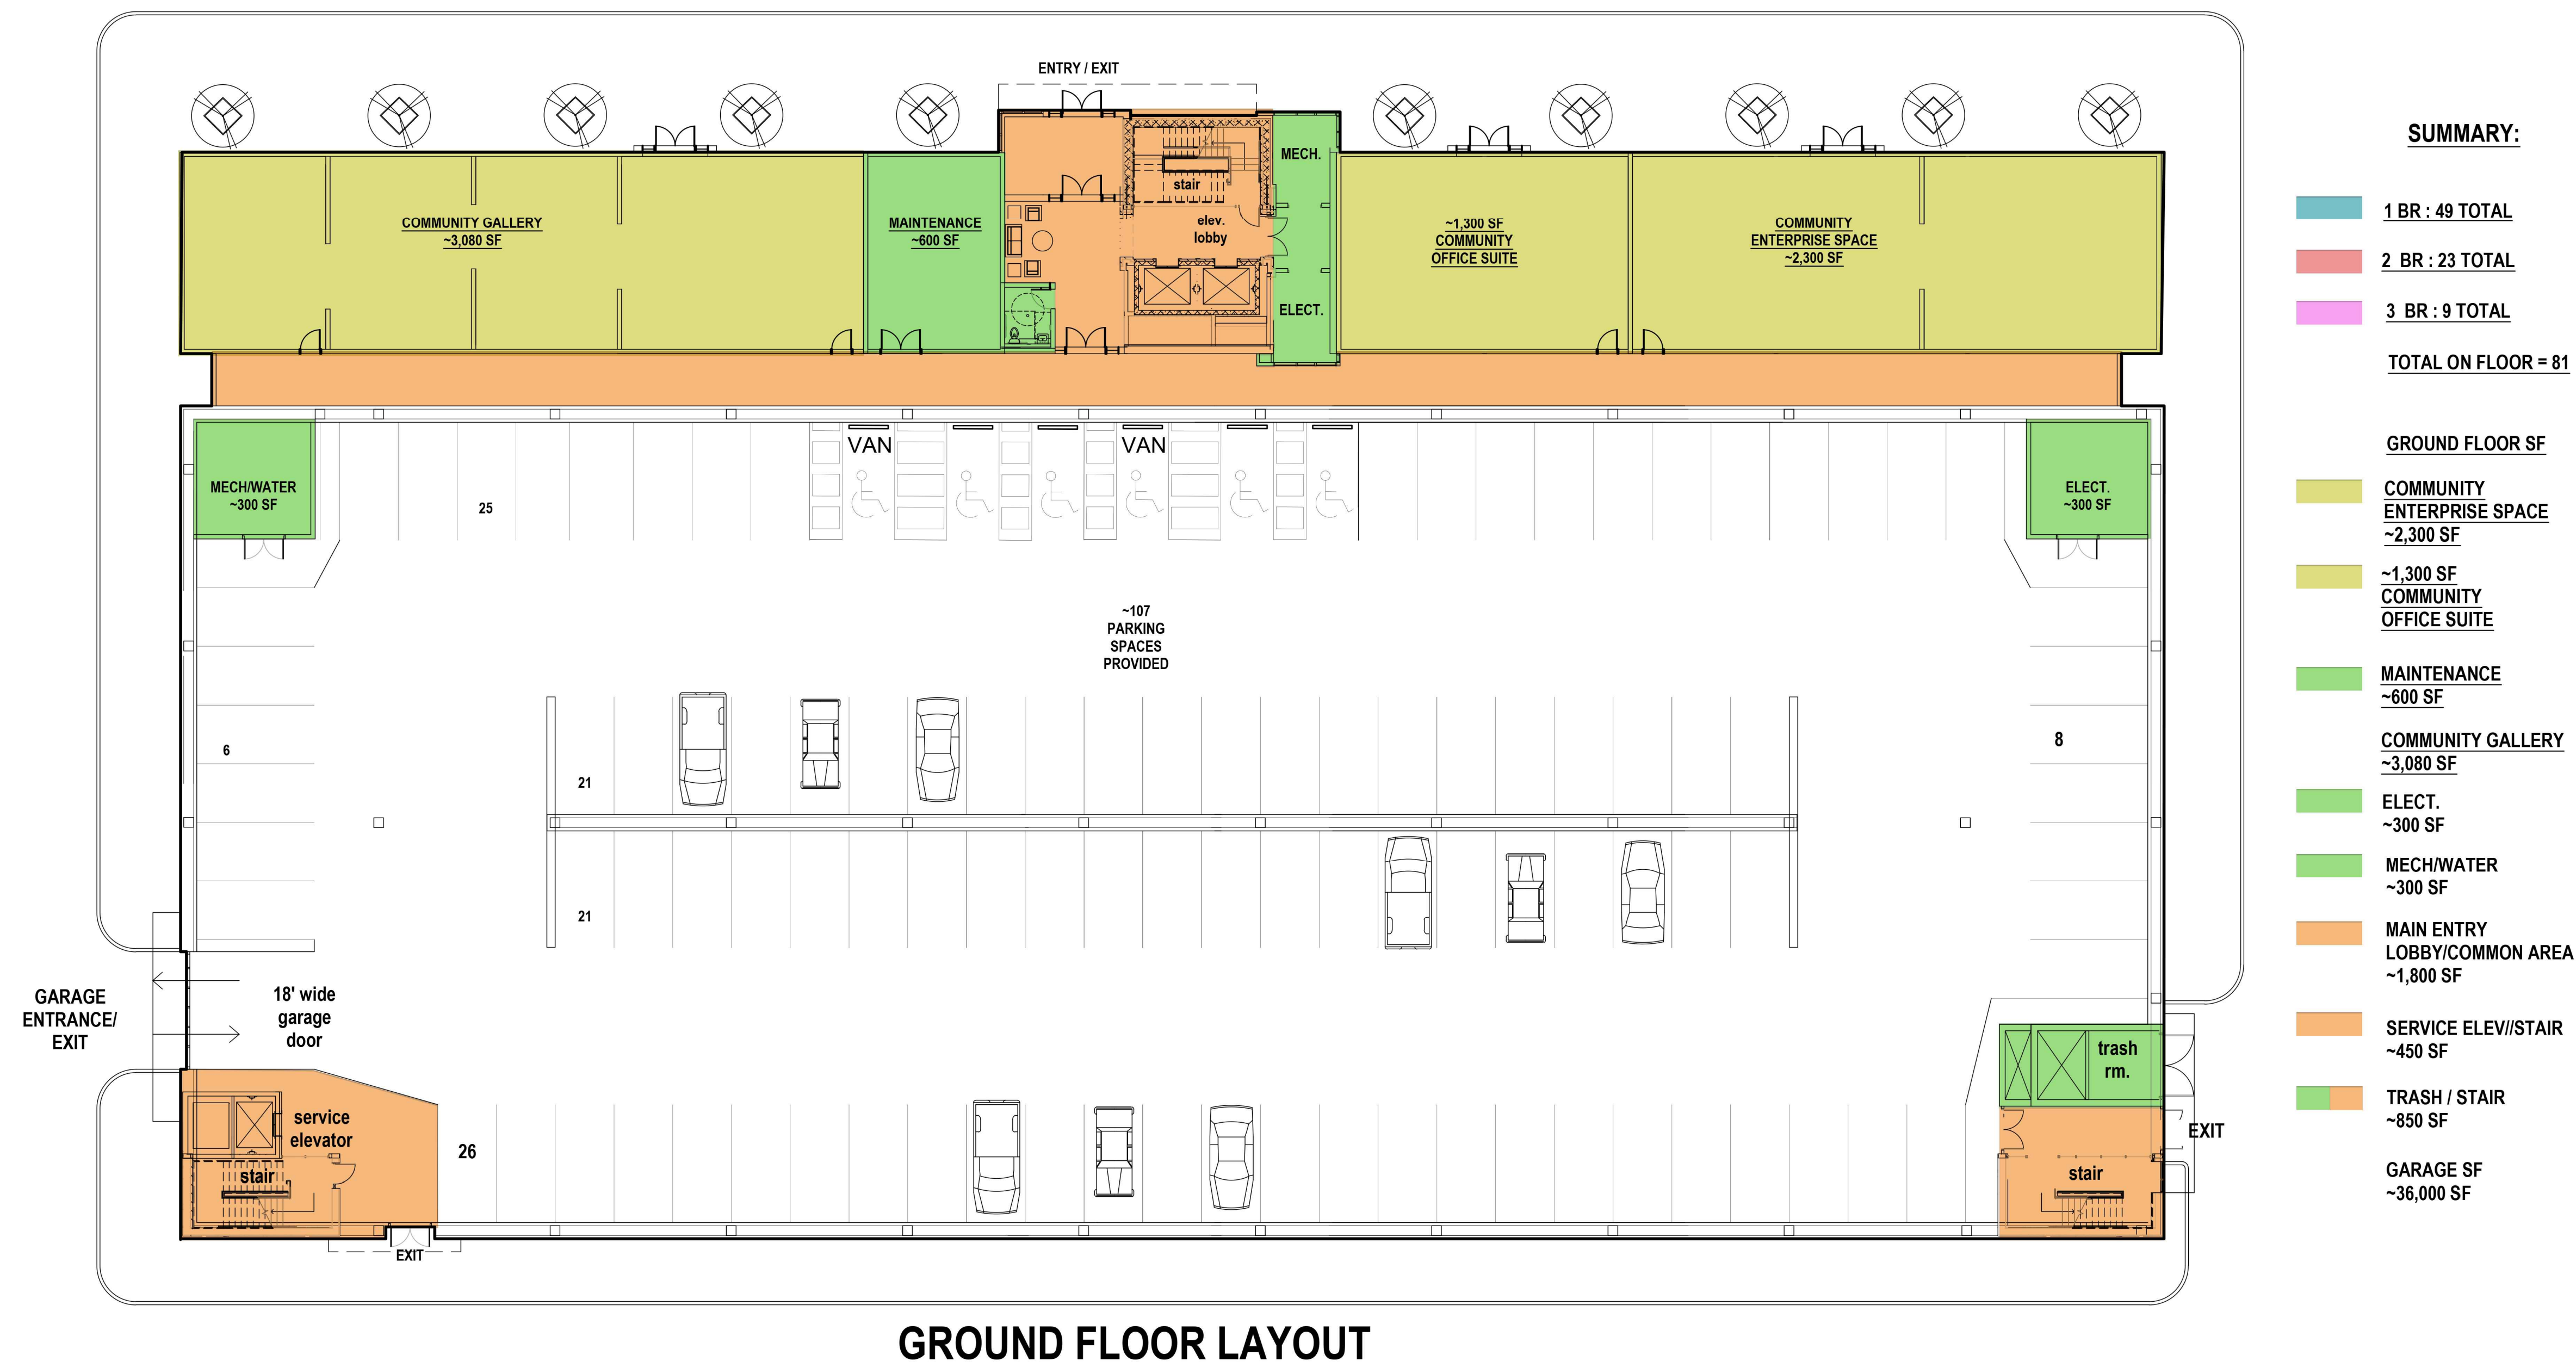 ENTRY / EXIT
MECH.
stair
COMMUNITY GALLERY
~3,080 SF
MAINTENANCE
~600 SF
elev.
lobby
~1,300 SF
COMMUNITY
OFFICE SUITE
COMMUNITY
ENTERPRISE SPACE
~2,300 SF
ELECT.
VAN
VAN
MECH/WATER
~300 SF
25
ELECT.
~300 SF
~107
PARKING
SPACES
PROVIDED
6
8
21
21
GARAGE
ENTRANCE/
EXIT
18' wide
garage
door
trash
rm.
service
elevator
stair
26
EXIT
stair
EXIT
SUMMARY:
1 BR : 49 TOTAL
2 BR : 23 TOTAL
3 BR : 9 TOTAL
TOTAL ON FLOOR = 81
GROUND FLOOR SF
COMMUNITY
ENTERPRISE SPACE
~2,300 SF
~1,300 SF
COMMUNITY
OFFICE SUITE
MAINTENANCE
~600 SF
COMMUNITY GALLERY
~3,080 SF
ELECT.
~300 SF
MECH/WATER
~300 SF
MAIN ENTRY
LOBBY/COMMON AREA
~1,800 SF
SERVICE ELEV//STAIR
~450 SF
TRASH / STAIR
~850 SF
GARAGE SF
~36,000 SF
GROUND FLOOR LAYOUT